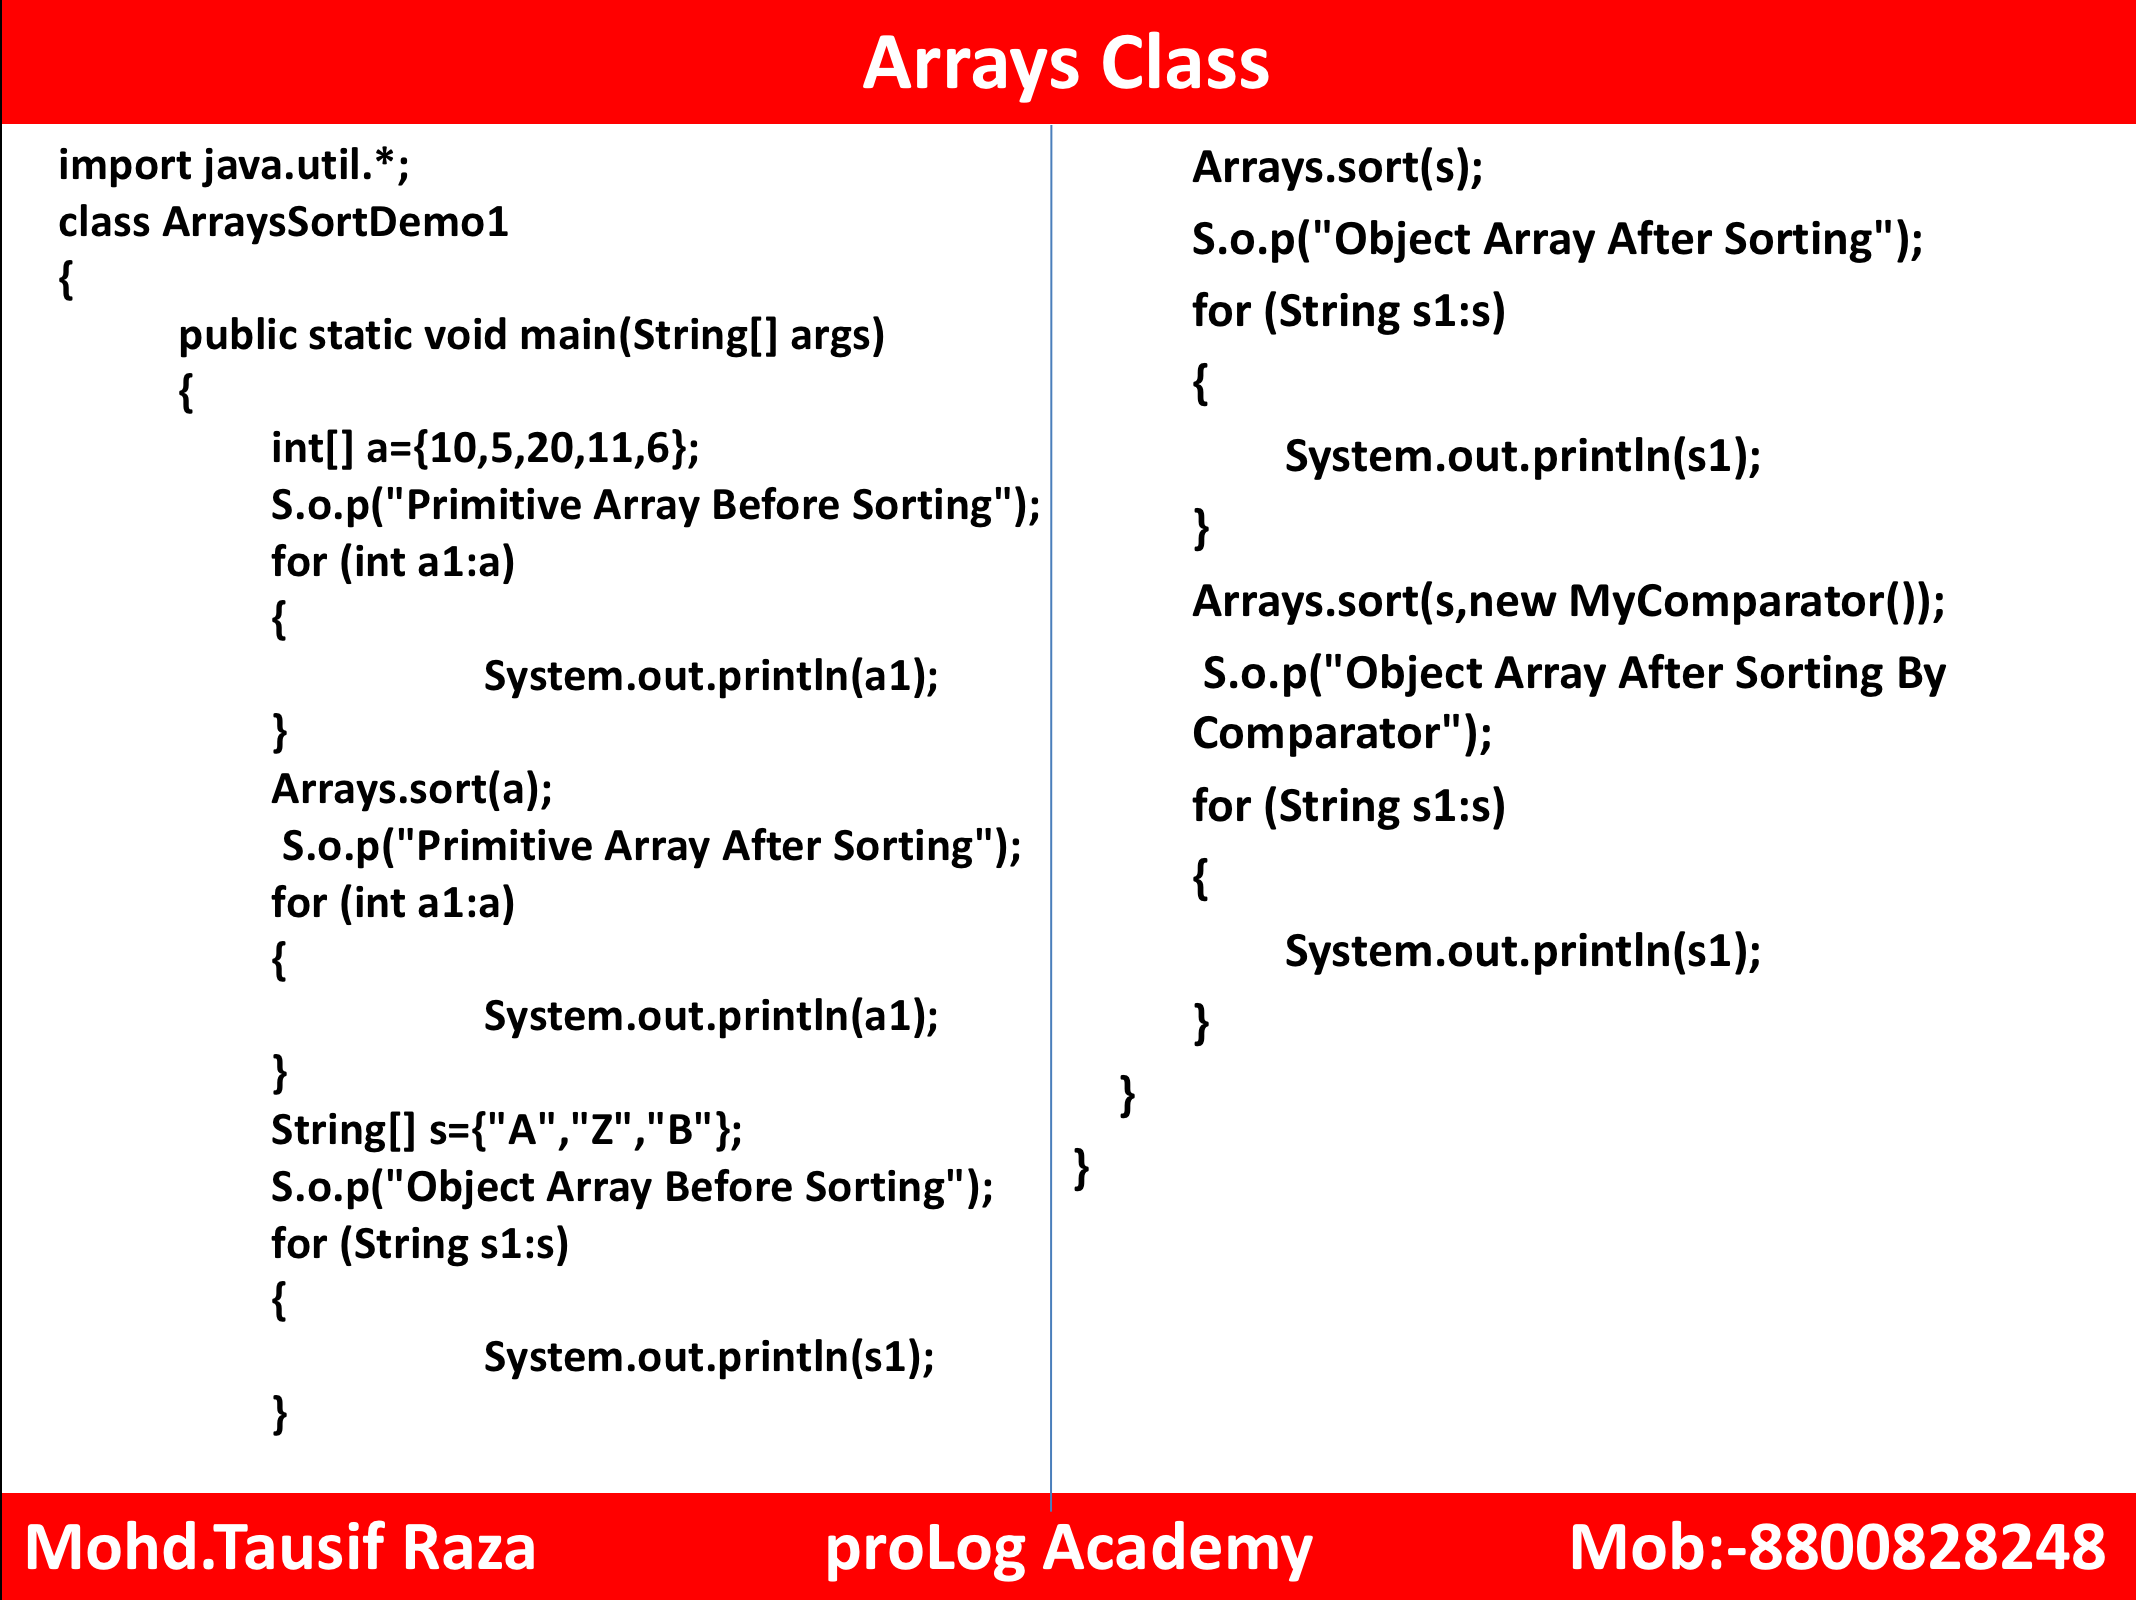 Arrays Class
import java.util.*;
class ArraysSortDemo1
{
public static void main(String[] args)
{
int[] a={10,5,20,11,6};
S.o.p("Primitive Array Before Sorting");
for (int a1:a)
{
System.out.println(a1);
}
Arrays.sort(a);
S.o.p("Primitive Array After Sorting");
for (int a1:a)
{
System.out.println(a1);
}
String[] s={"A","Z","B"};
S.o.p("Object Array Before Sorting");
for (String s1:s)
{
System.out.println(s1);
}
Arrays.sort(s);
S.o.p("Object Array After Sorting");
for (String s1:s)
{
System.out.println(s1);
}
Arrays.sort(s,new MyComparator());
S.o.p("Object Array After Sorting By
Comparator");
for (String s1:s)
{
System.out.println(s1);
}
}
}
Mohd.Tausif Raza proLog Academy Mob:-8800828248